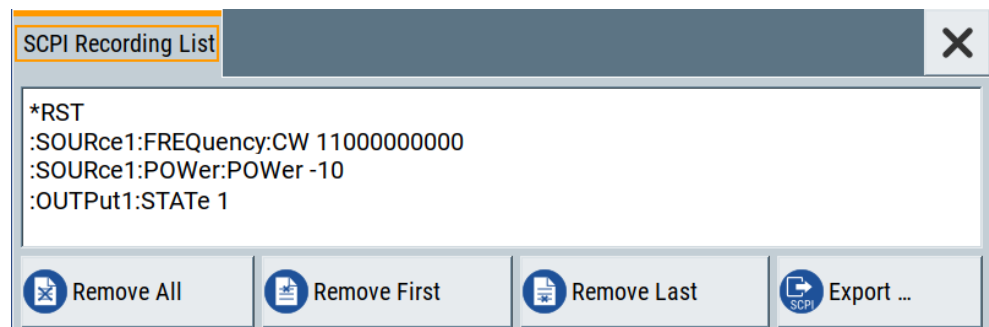 SCPI Recording List
*RST
:SOURce1:FREQuency:CW 11000000000
:SOURce1:POWer:POWer -10
:OUTPut1:STATe 1
Remove All
Remove First
Remove Last
SCPI
Export ...